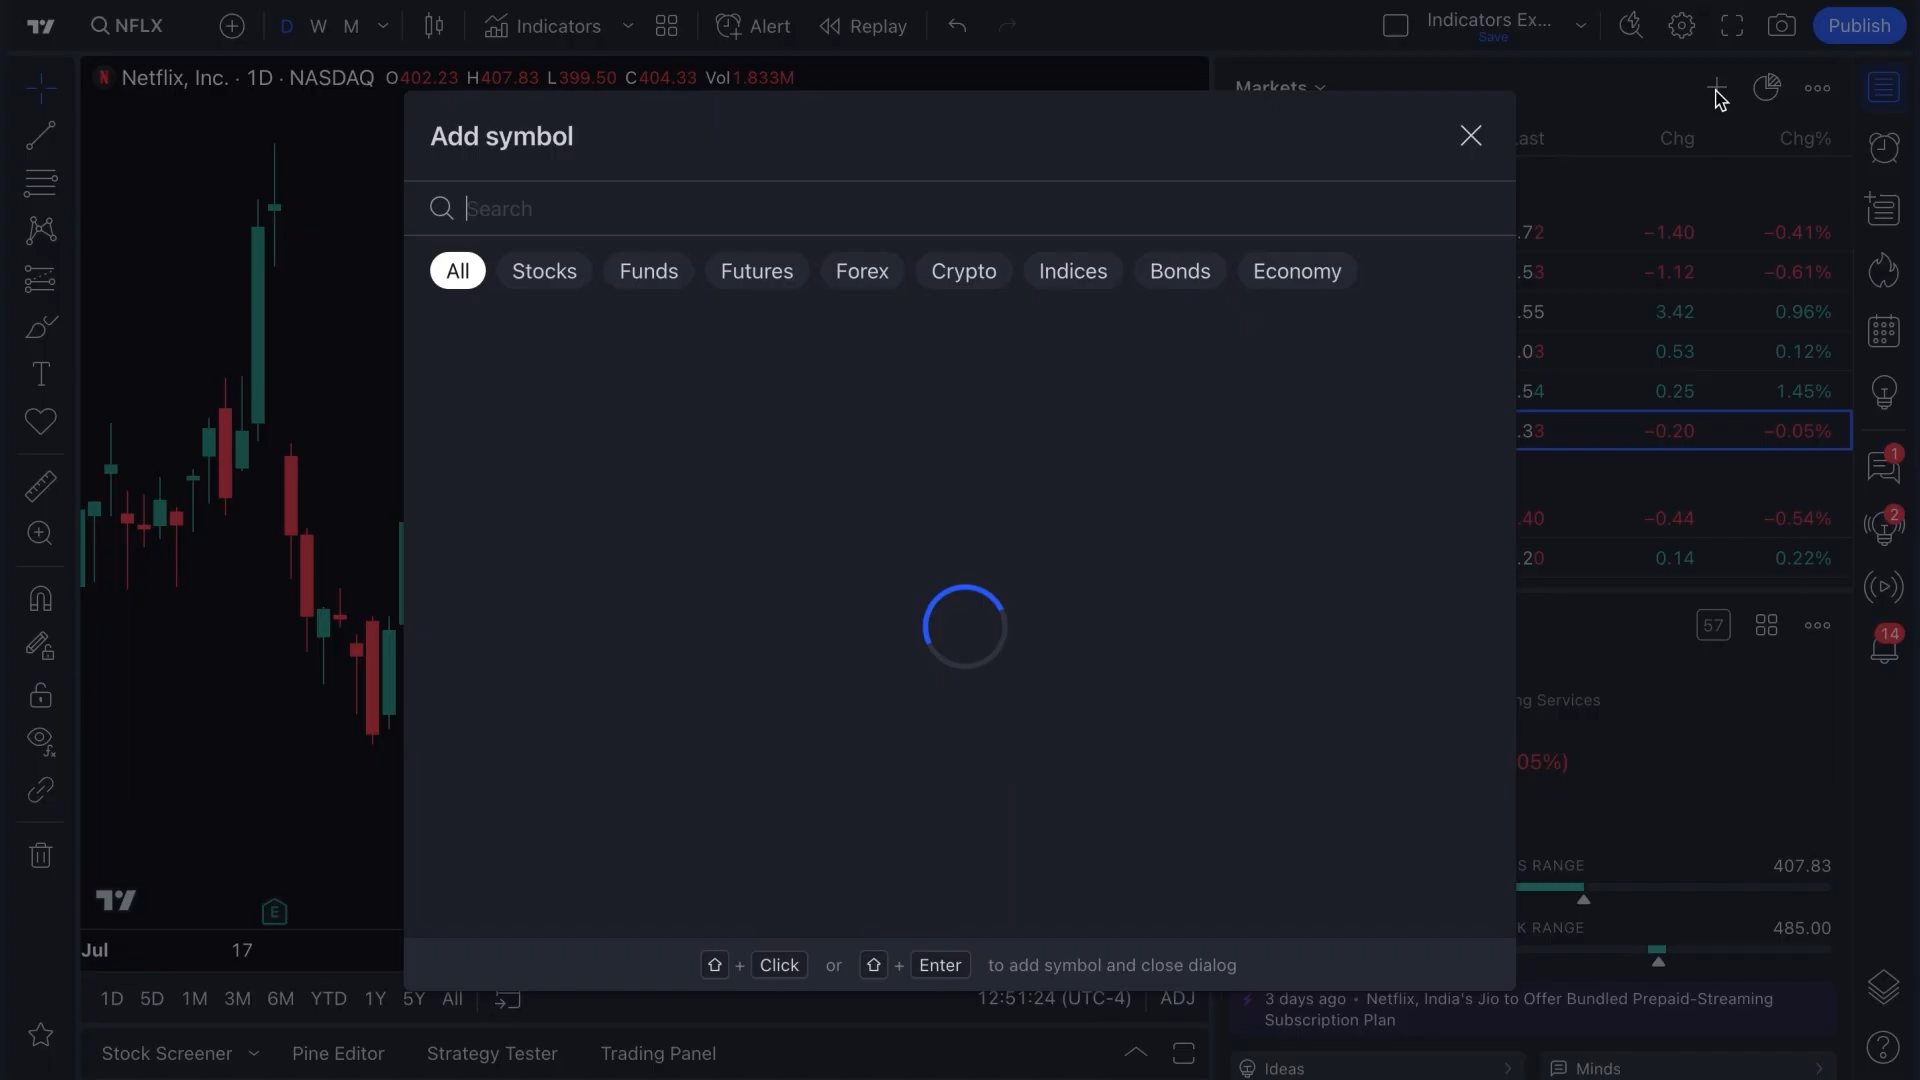 NFLX
D W M
Indicators
Alert
Replay
Indicators Ex...
Save
Publish
N Netflix, Inc. · 1D · NASDAQ O402.23 H407.83 L399.50 C404.33 Vol1.833M
Markets
Add symbol
Search
All Stocks Funds Futures Forex Crypto Indices Bonds Economy
ast Chg Chg%
.72 −1.40 −0.41%
.53 −1.12 −0.61%
.55 3.42 0.96%
.03 0.53 0.12%
.54 0.25 1.45%
.33 −0.20 −0.05%
.40 −0.44 −0.54%
.20 0.14 0.22%
1
2
14
57
ng Services
05%)
S RANGE 407.83
K RANGE 485.00
E
Jul 17
+ Click or + Enter to add symbol and close dialog
1D 5D 1M 3M 6M YTD 1Y 5Y All
12:51:24 (UTC-4) ADJ
3 days ago • Netflix, India's Jio to Offer Bundled Prepaid-Streaming
Subscription Plan
Stock Screener Pine Editor Strategy Tester Trading Panel
Ideas Minds